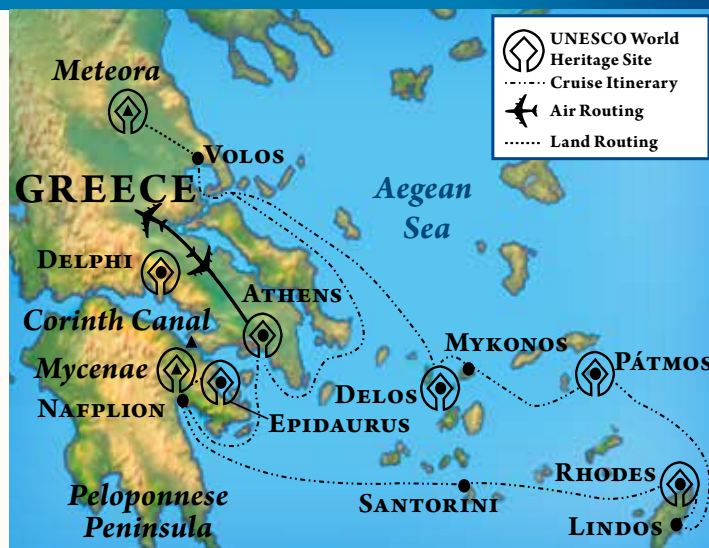 UNESCO World
Heritage Site
Cruise Itinerary
Air Routing
Land Routing
Meteora
VOLOS
GREECE
Aegean
Sea
DELPHI
ATHENS
Corinth Canal
MYKONOS
PÁTMOS
Mycenae
DELOS
NAFPLION
EPIDAURUS
RHODES
SANTORINI
Peloponnese
Peninsula
LINDOS